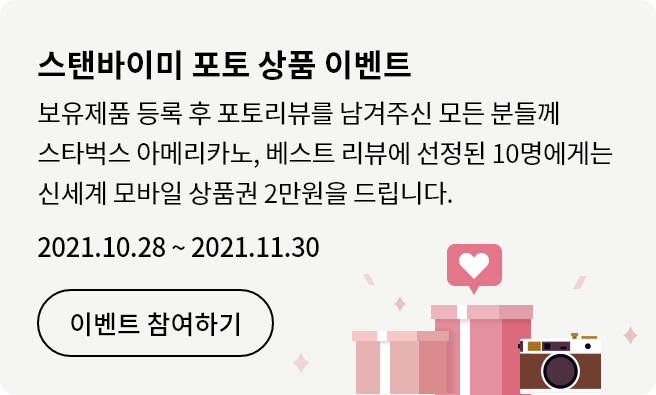 스탠바이미 포토 상품 이벤트
보유제품 등록 후 포토리뷰를 남겨주신 모든 분들께
스타벅스 아메리카노, 베스트 리뷰에 선정된 10명에게는
신세계 모바일 상품권 2만원을 드립니다.
2021.10.28 ~ 2021.11.30
이벤트 참여하기